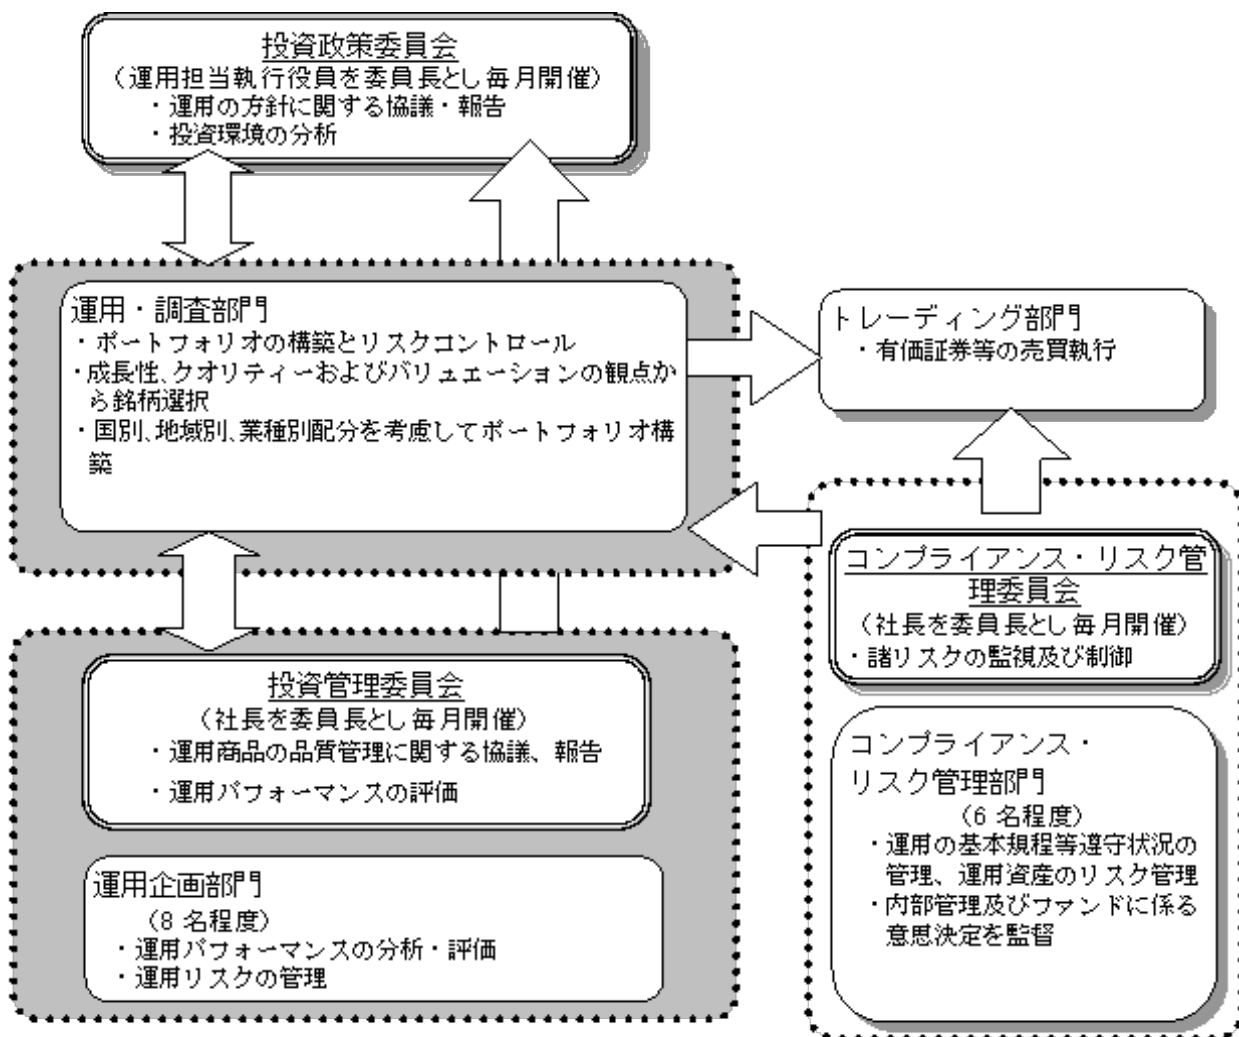 投資政策委員会
（運用担当執行役員を委員長とし毎月開催）
・運用の方針に関する協議・報告
・投資環境の分析
運用・調査部門
・ポートフォリオの構築とリスクコントロール
・成長性、クオリティーおよびバリュエーションの観点か
ら銘柄選択
・国別、地域別、業種別配分を考慮してポートフォリオ構
築
トレーディング部門
・有価証券等の売買執行
コンプライアンス・リスク管
理委員会
（社長を委員長とし毎月開催）
・諸リスクの監視及び制御
投資管理委員会
（社長を委員長とし毎月開催）
・運用商品の品質管理に関する協議、報告
・運用パフォーマンスの評価
コンプライアンス・
リスク管理部門
（6 名程度）
・運用の基本規程等遵守状況の
管理、運用資産のリスク管理
・内部管理及びファンドに係る
意思決定を監督
運用企画部門
（8 名程度）
・運用パフォーマンスの分析・評価
・運用リスクの管理